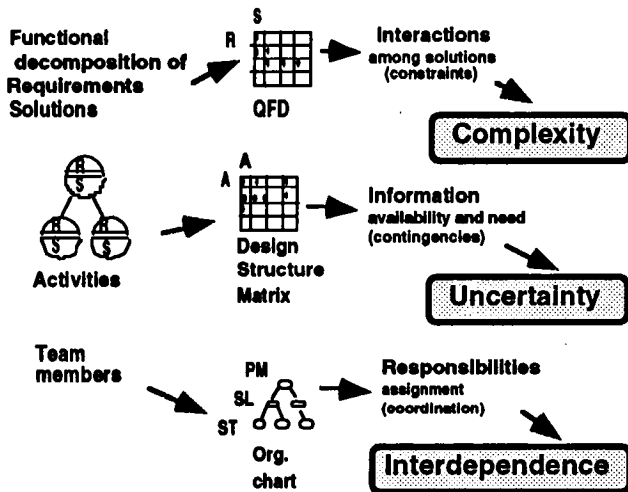 Functional
decomposition of
Requirements
Solutions
S
R
QFD
Interactions
among solutions
(constraints)
Complexity
R
S
R
S
R
S
Activities
A
A
Design
Structure
Matrix
Information
availability and need
(contingencies)
Uncertainty
Team
members
PM
SL
ST
Org.
chart
Responsibilities
assignment
(coordination)
Interdependence